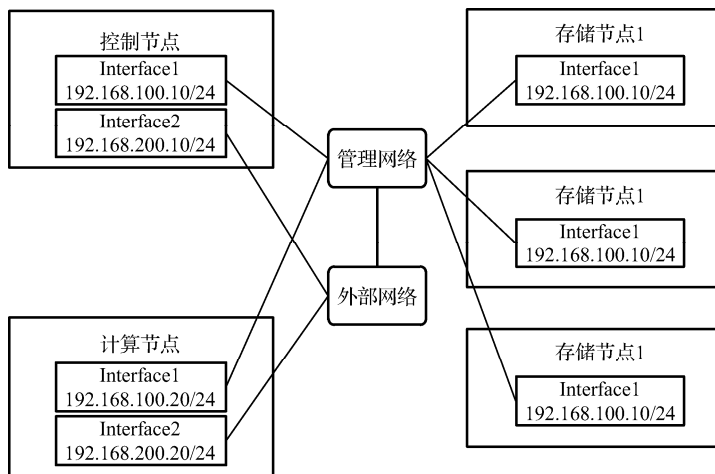 控制节点
Interface1
192.168.100.10/24
Interface2
192.168.200.10/24
计算节点
Interface1
192.168.100.20/24
Interface2
192.168.200.20/24
管理网络
外部网络
存储节点1
Interface1
192.168.100.10/24
存储节点1
Interface1
192.168.100.10/24
存储节点1
Interface1
192.168.100.10/24